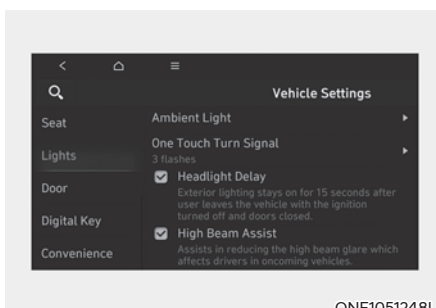 Vehicle Settings
Seat
Lights
Door
Digital Key
Convenience
Ambient Light
One Touch Turn Signal
3 flashes
Headlight Delay
Exterior lighting stays on for 15 seconds after
user leaves the vehicle with the ignition
turned off and doors closed.
High Beam Assist
Assists in reducing the high beam glare which
affects drivers in oncoming vehicles.